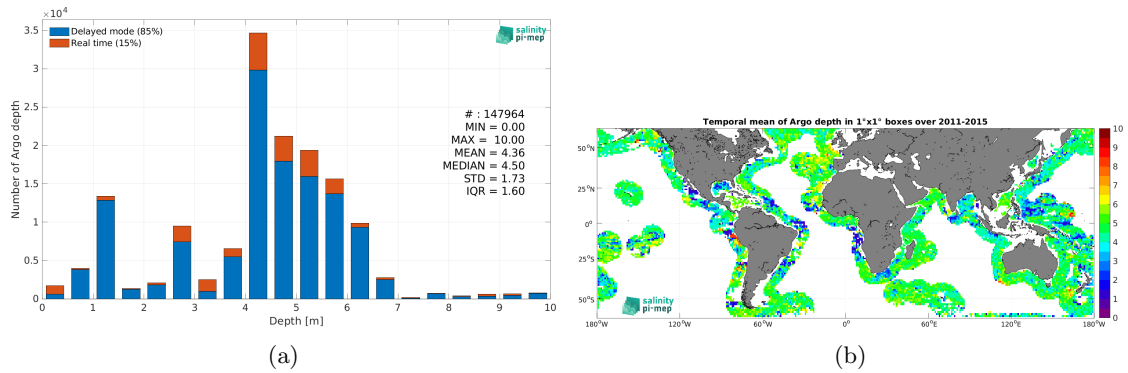 ×10⁴
3.5
3
2.5
2
1.5
1
0.5
0
Number of Argo depth
Delayed mode (85%)
Real time (15%)
salinity
pi-mep
# : 147964
MIN = 0.00
MAX = 10.00
MEAN = 4.36
MEDIAN = 4.50
STD = 1.73
IQR = 1.60
0 1 2 3 4 5 6 7 8 9 10
Depth [m]
(a)
Temporal mean of Argo depth in 1°x1° boxes over 2011-2015
50°N
25°N
0°
25°S
50°S
180°W 120°W 60°W 0° 60°E 120°E 180°W
salinity
pi-mep
10
9
8
7
6
5
4
3
2
1
0
(b)